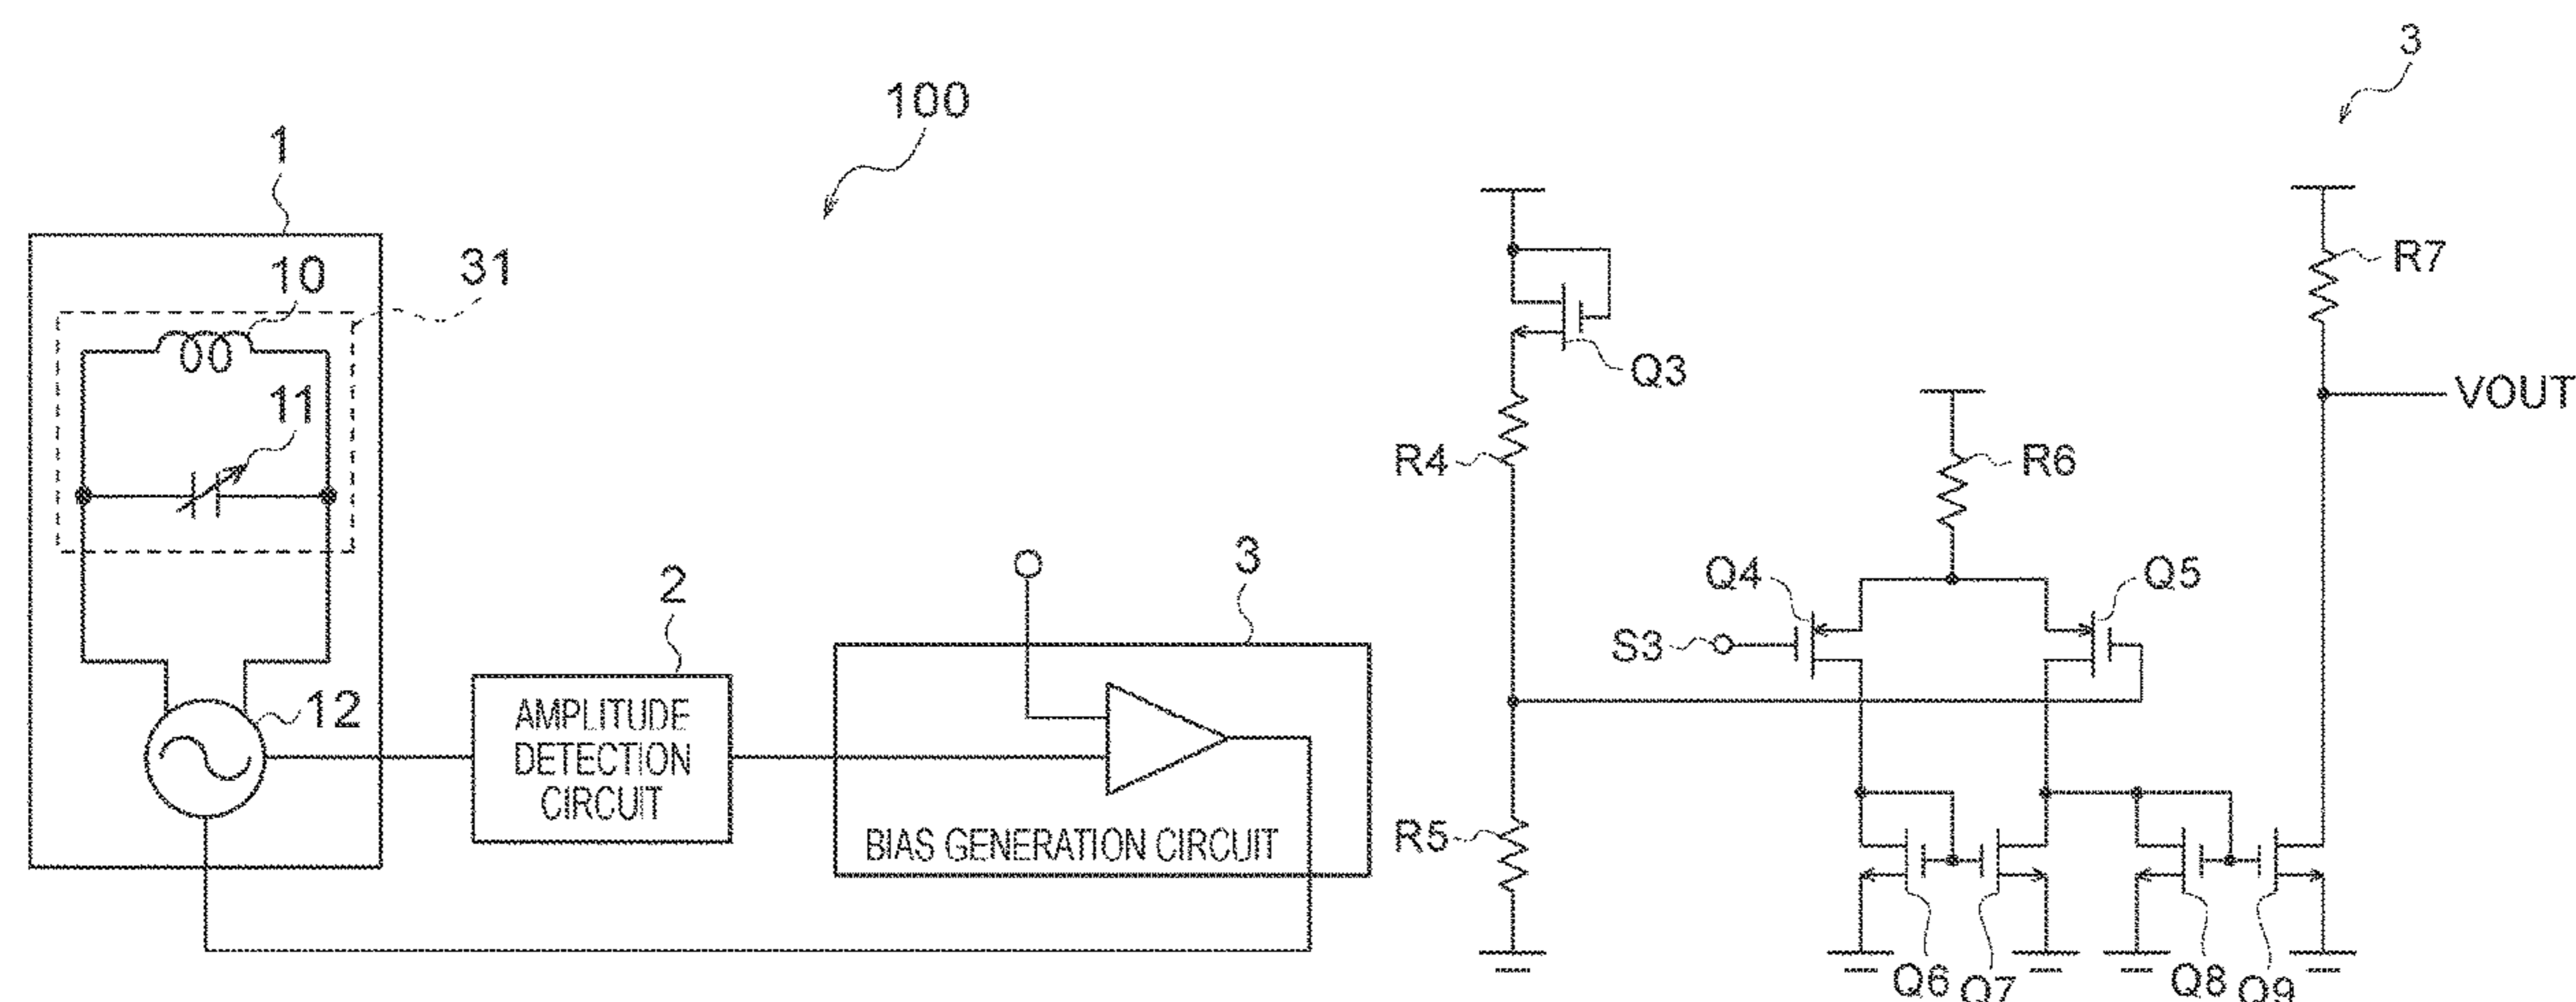 100
1
10
31
11
12
2
AMPLITUDE
DETECTION
CIRCUIT
3
BIAS GENERATION CIRCUIT
3
Q3
R4
R5
R6
R7
VOUT
Q4
Q5
S3
Q6
Q7
Q8
Q9